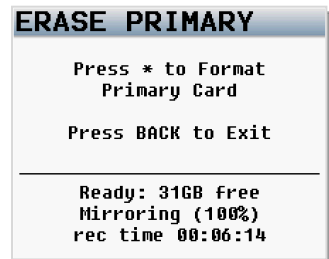 ERASE PRIMARY
Press * to Format
Primary Card
Press BACK to Exit
Ready: 31GB free
Mirroring (100%)
rec time 00:06:14